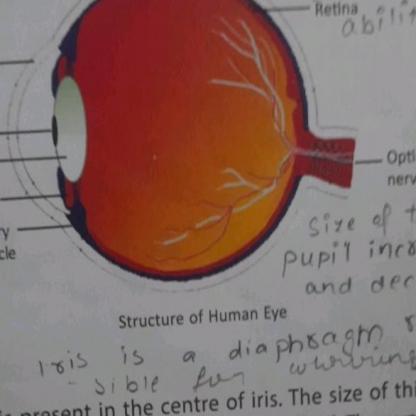 Retina
abili
Opti
nerv
ry
cle
Size of t
pupil incr
and dec
Structure of Human Eye
Iris is a diaphragm r
sible for
present in the centre of iris. The size of thi